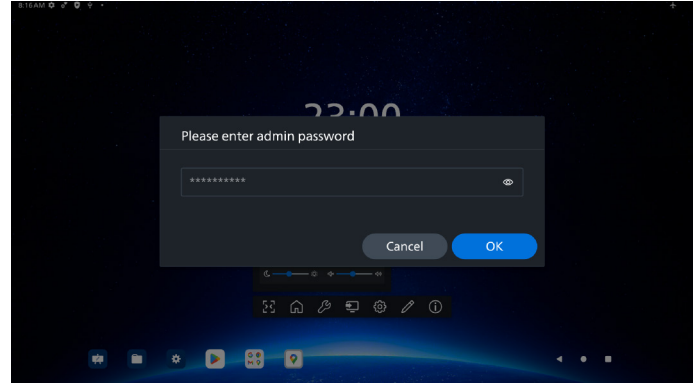 8:16 AM
23:00
Please enter admin password
**********
Cancel
OK